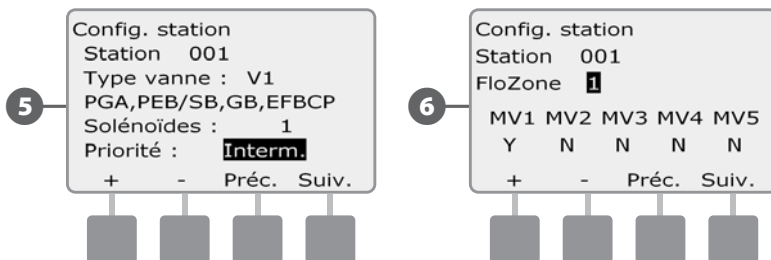 5
Config. station
Station 001
Type vanne : V1
PGA,PEB/SB,GB,EFBCP
Solénoïdes : 1
Priorité : Interm.
+ - Préc. Suiv.
6
Config. station
Station 001
FloZone 1
MV1 MV2 MV3 MV4 MV5
Y N N N N
+ - Préc. Suiv.